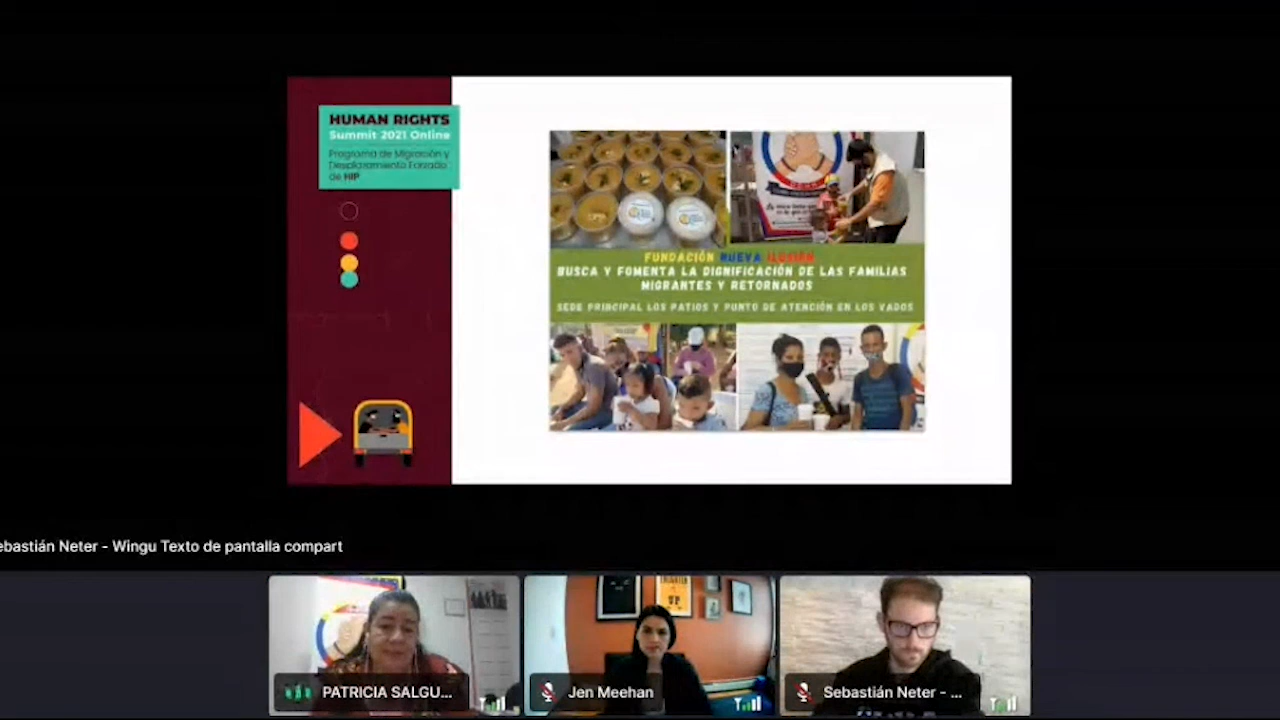 HUMAN RIGHTS
Summit 2021 Online
Programa de Migración y
Desplazamiento Forzado
de HIP
FUNDACIÓN NUEVA ILUSIÓN
BUSCA Y FOMENTA LA DIGNIFICACIÓN DE LAS FAMILIAS
MIGRANTES Y RETORNADOS
SEDE PRINCIPAL LOS PATIOS Y PUNTO DE ATENCIÓN EN LOS VADOS
ebastián Neter - Wingu Texto de pantalla compart
PATRICIA SALGU...
Jen Meehan
Sebastián Neter - ...